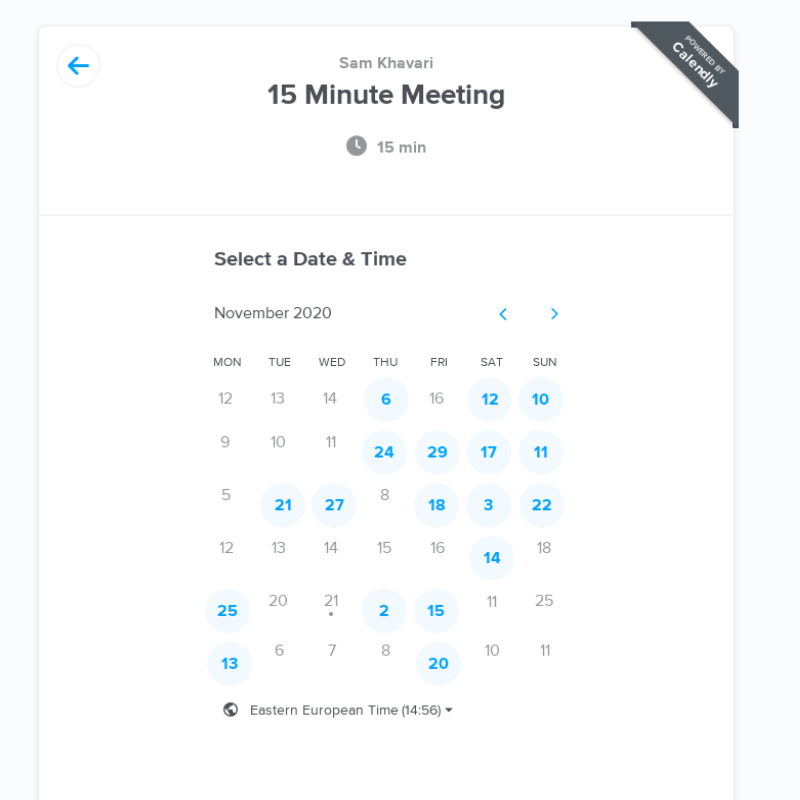 POWERED BY
Calendly
Sam Khavari
15 Minute Meeting
15 min
Select a Date & Time
November 2020
MON TUE WED THU FRI SAT SUN
12 13 14 6 16 12 10
9 10 11 24 29 17 11
5 21 27 8 18 3 22
12 13 14 15 16 14 18
25 20 21 2 15 11 25
13 6 7 8 20 10 11
Eastern European Time (14:56)